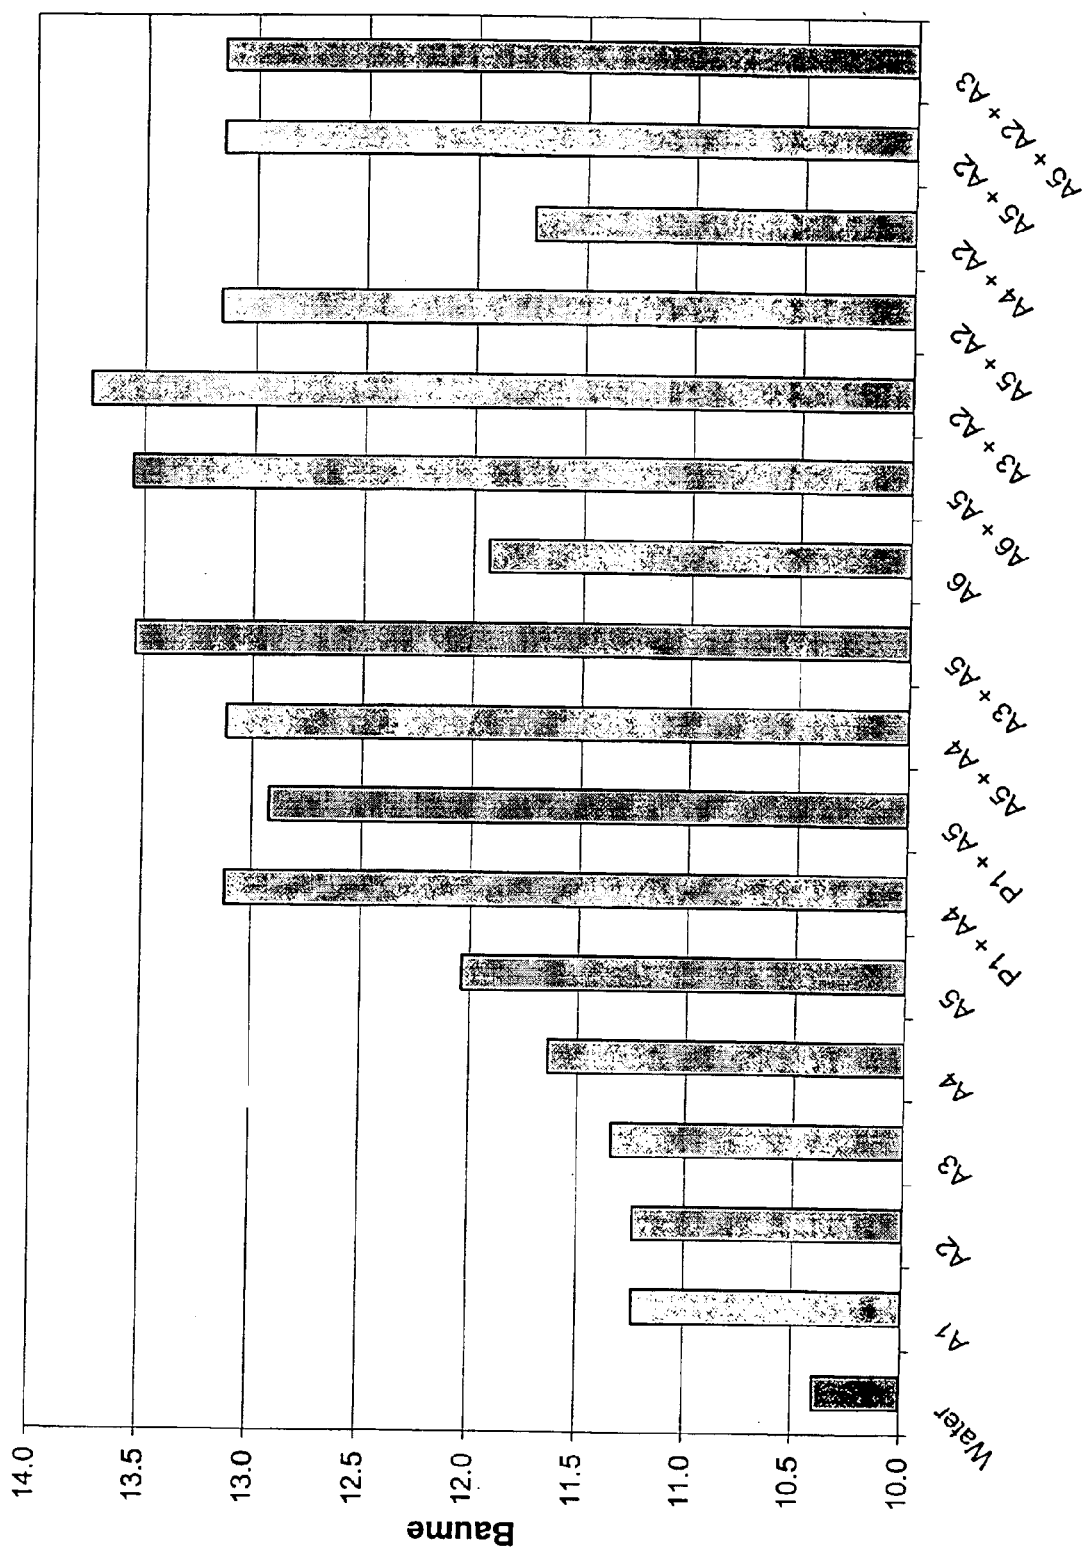 Baume
14.0
13.5
13.0
12.5
12.0
11.5
11.0
10.5
10.0
Water
A1
A2
A3
A4
A5
P1 + A4
P1 + A5
A5 + A4
A3 + A5
A6
A6 + A5
A3 + A2
A5 + A2
A4 + A2
A5 + A2
A5 + A2 + A3